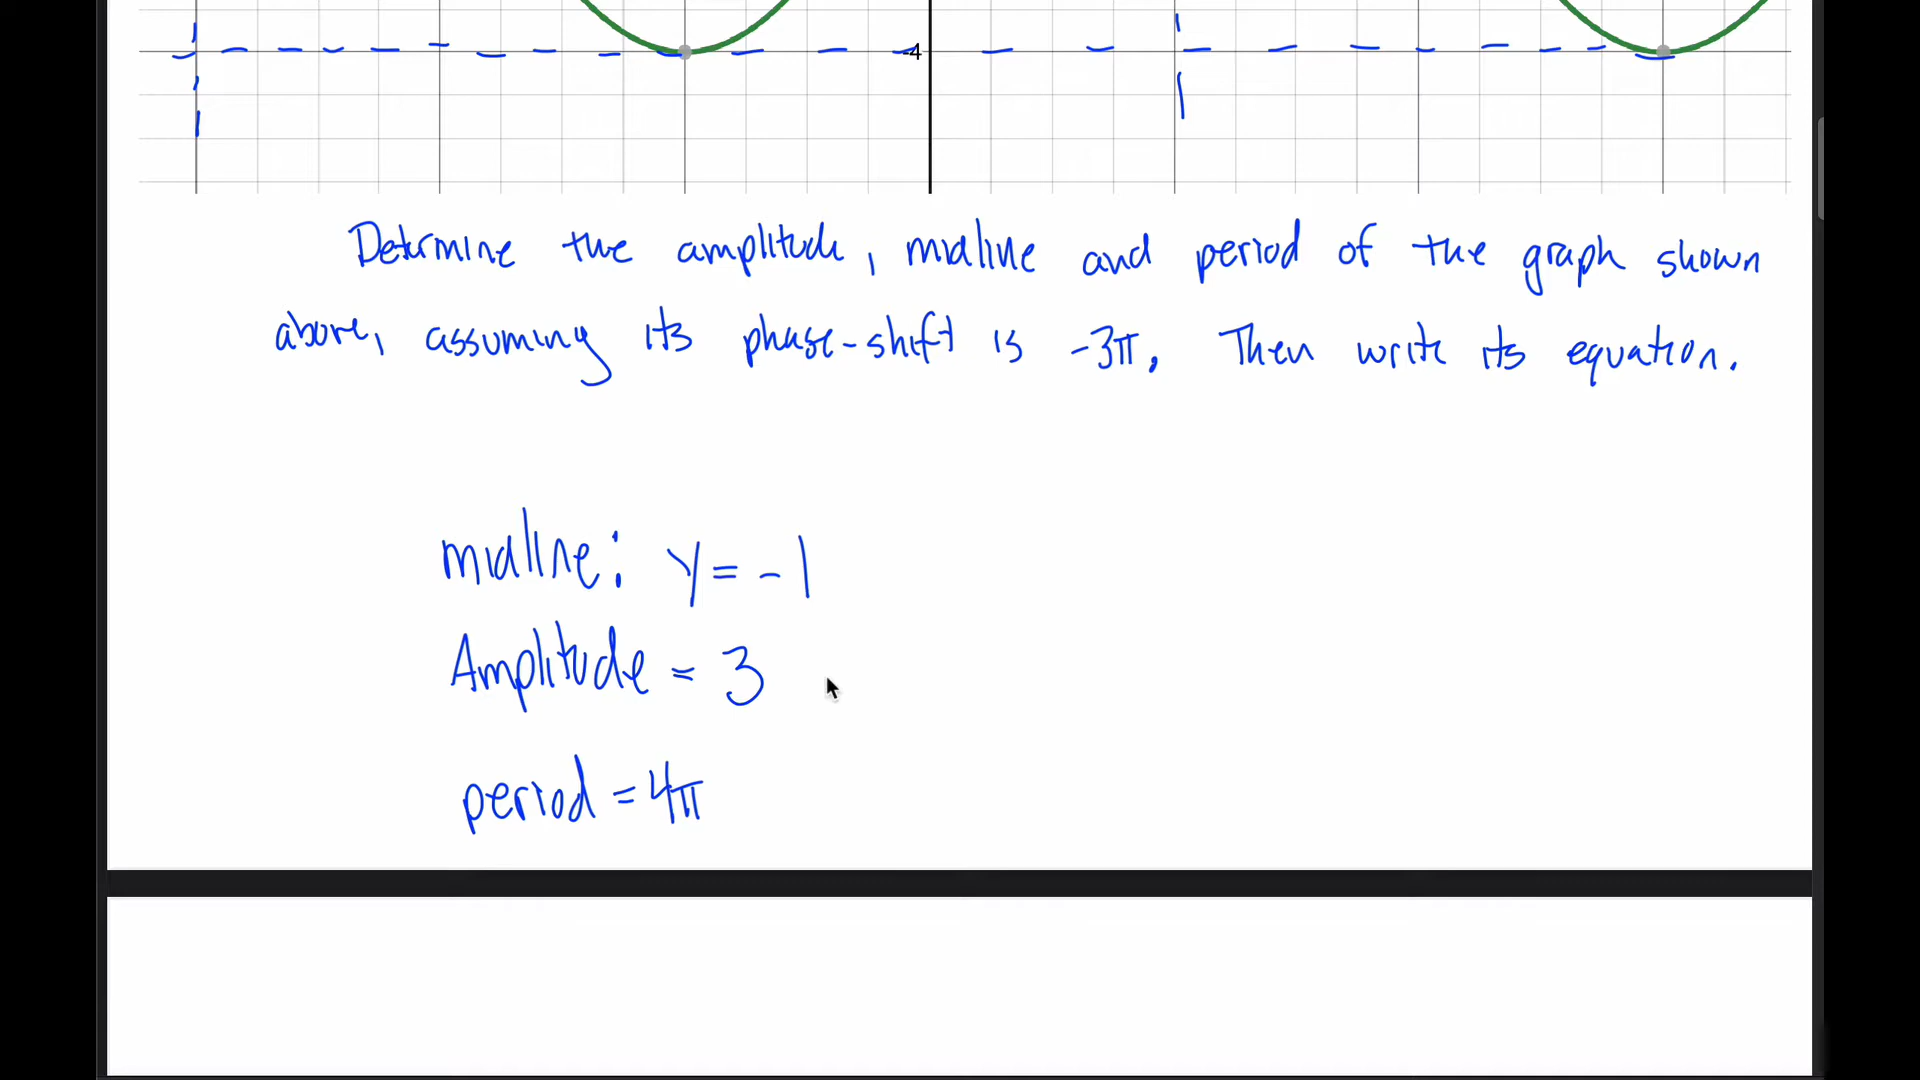 -4
Determine the amplitude, midline and period of the graph shown
above, assuming its phase-shift is -3π. Then write its equation.
midline: y = -1
Amplitude = 3
period = 4π